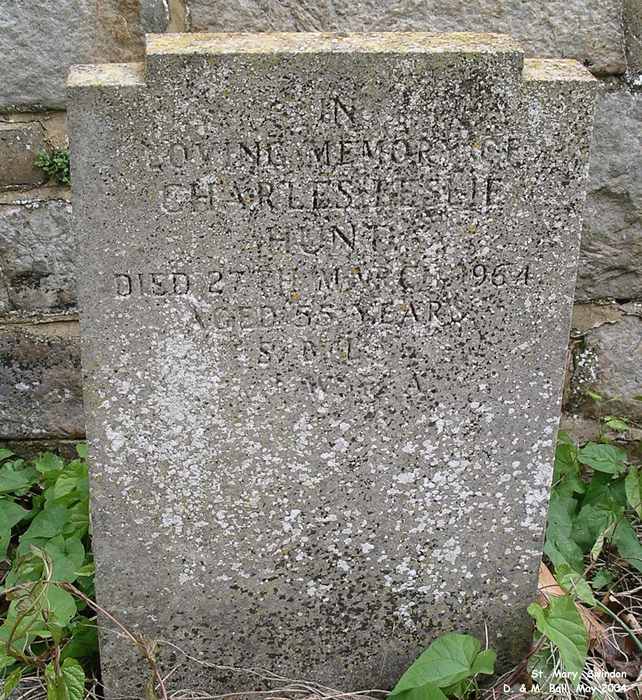 IN
LOVING MEMORY OF
CHARLES LESLIE
HUNT
DIED 27TH MARCH 1964
AGED 55 YEARS
St. Mary, Swindon
D. & M. Ball, May 2004